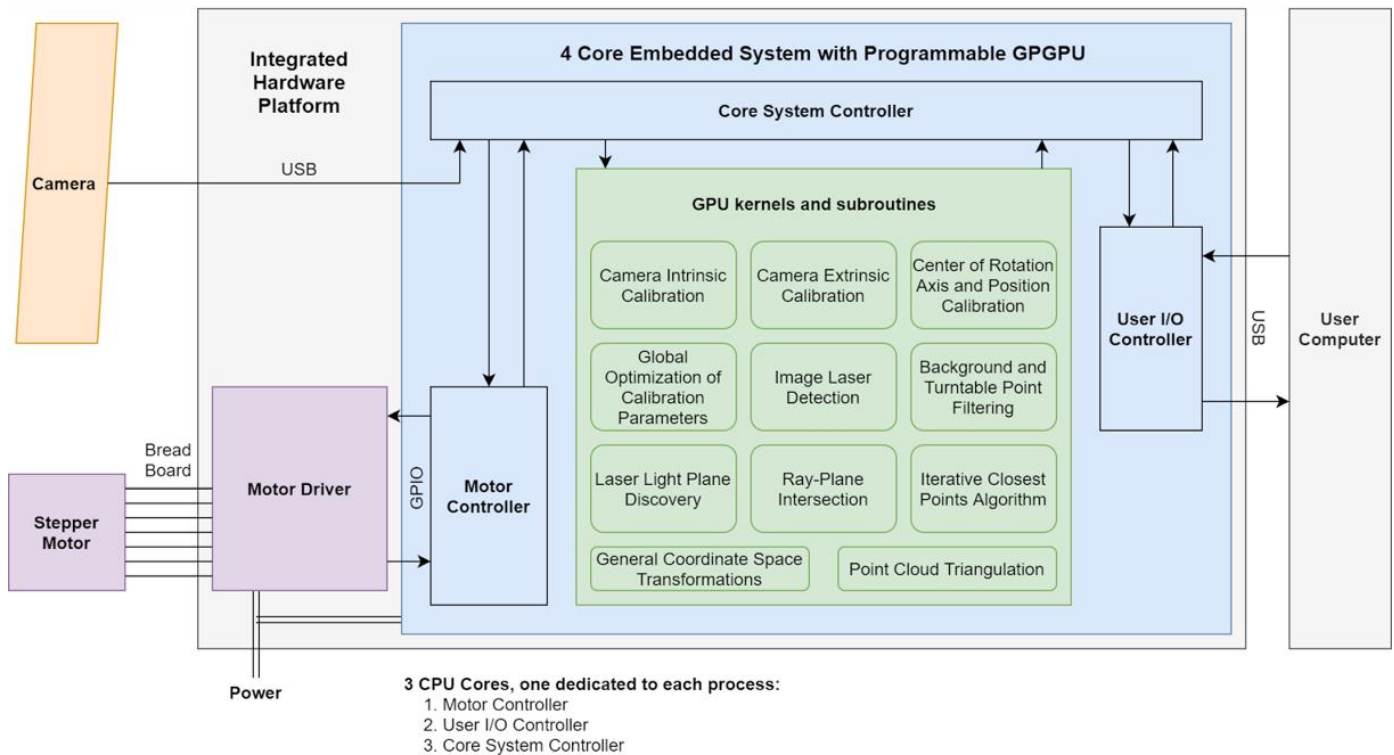 Integrated
Hardware
Platform
4 Core Embedded System with Programmable GPGPU
Core System Controller
Camera
USB
GPU kernels and subroutines
Camera Intrinsic
Calibration
Camera Extrinsic
Calibration
Center of Rotation
Axis and Position
Calibration
Global
Optimization of
Calibration
Parameters
Image Laser
Detection
Background and
Turntable Point
Filtering
Laser Light Plane
Discovery
Ray-Plane
Intersection
Iterative Closest
Points Algorithm
General Coordinate Space
Transformations
Point Cloud Triangulation
User I/O
Controller
USB
User
Computer
Bread
Board
Stepper
Motor
Motor Driver
GPIO
Motor
Controller
Power
3 CPU Cores, one dedicated to each process:
1. Motor Controller
2. User I/O Controller
3. Core System Controller